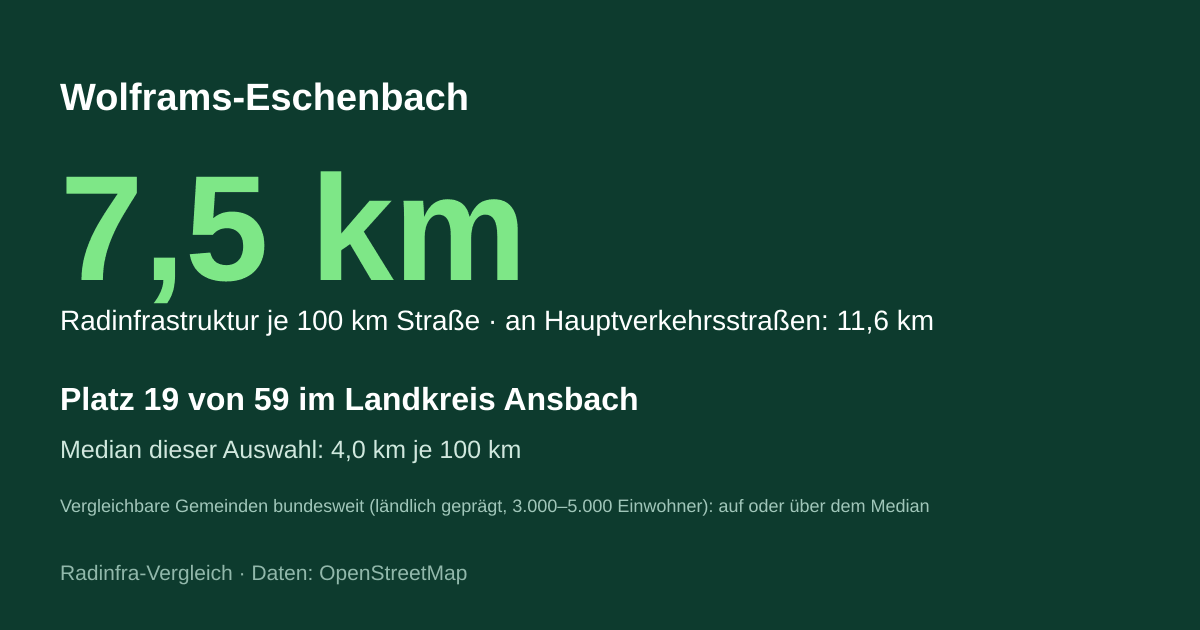 Wolframs-Eschenbach
7,5 km
Radinfrastruktur je 100 km Straße · an Hauptverkehrsstraßen: 11,6 km
Platz 19 von 59 im Landkreis Ansbach
Median dieser Auswahl: 4,0 km je 100 km
Vergleichbare Gemeinden bundesweit (ländlich geprägt, 3.000–5.000 Einwohner): auf oder über dem Median
Radinfra-Vergleich · Daten: OpenStreetMap